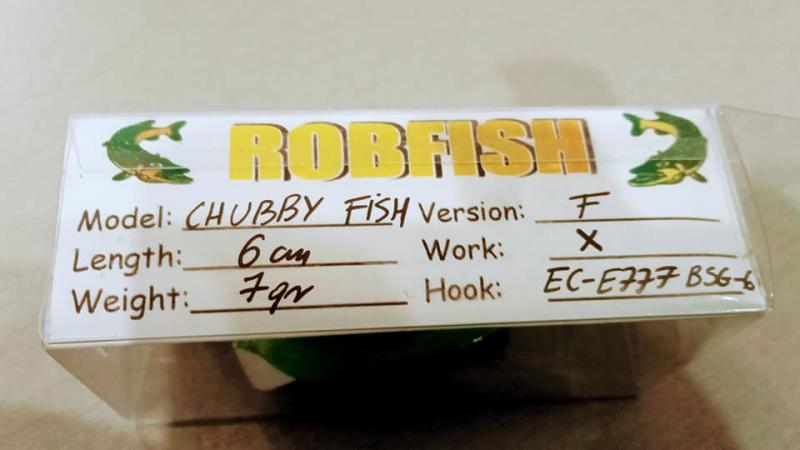 ROBFISH
Model: CHUBBY FISH Version: F
Length: 6 cm Work: X
Weight: 7gr Hook: EC-E777 BSG-6